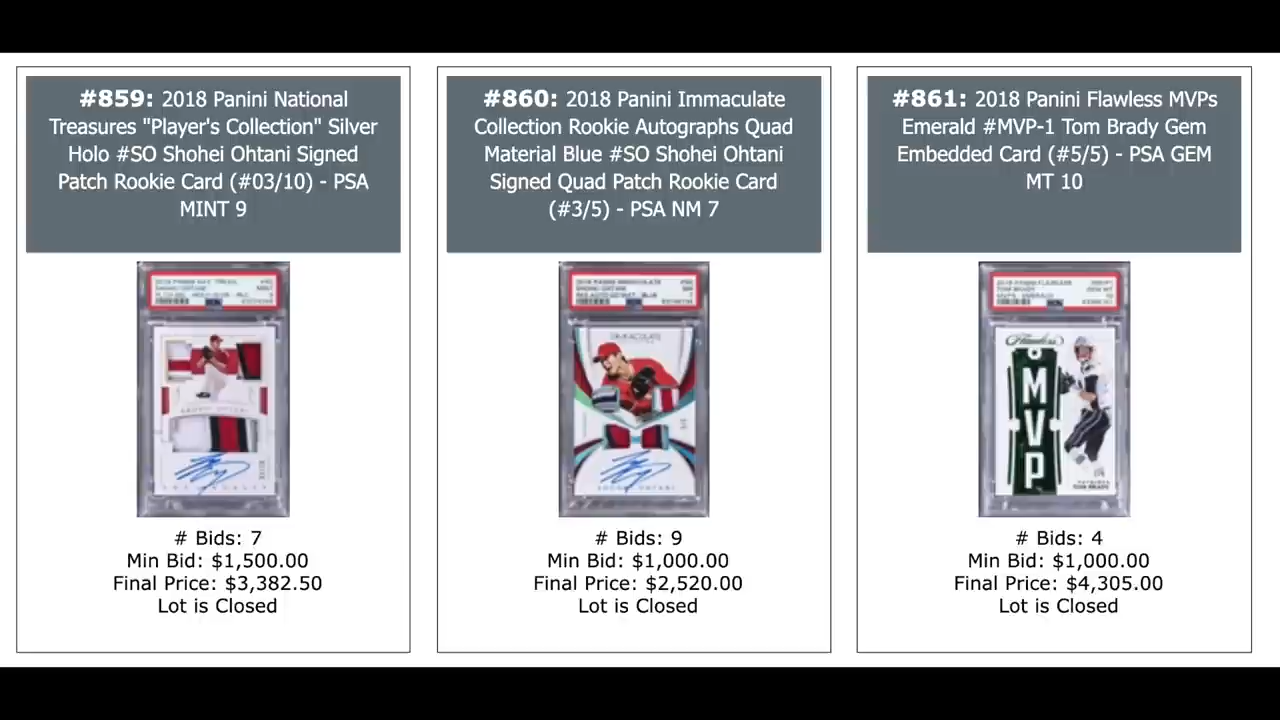 #859: 2018 Panini National
Treasures "Player's Collection" Silver
Holo #SO Shohei Ohtani Signed
Patch Rookie Card (#03/10) - PSA
MINT 9
# Bids: 7
Min Bid: $1,500.00
Final Price: $3,382.50
Lot is Closed
#860: 2018 Panini Immaculate
Collection Rookie Autographs Quad
Material Blue #SO Shohei Ohtani
Signed Quad Patch Rookie Card
(#3/5) - PSA NM 7
IMMACULATE
# Bids: 9
Min Bid: $1,000.00
Final Price: $2,520.00
Lot is Closed
#861: 2018 Panini Flawless MVPs
Emerald #MVP-1 Tom Brady Gem
Embedded Card (#5/5) - PSA GEM
MT 10
Flawless
MVP
TOM BRADY
# Bids: 4
Min Bid: $1,000.00
Final Price: $4,305.00
Lot is Closed